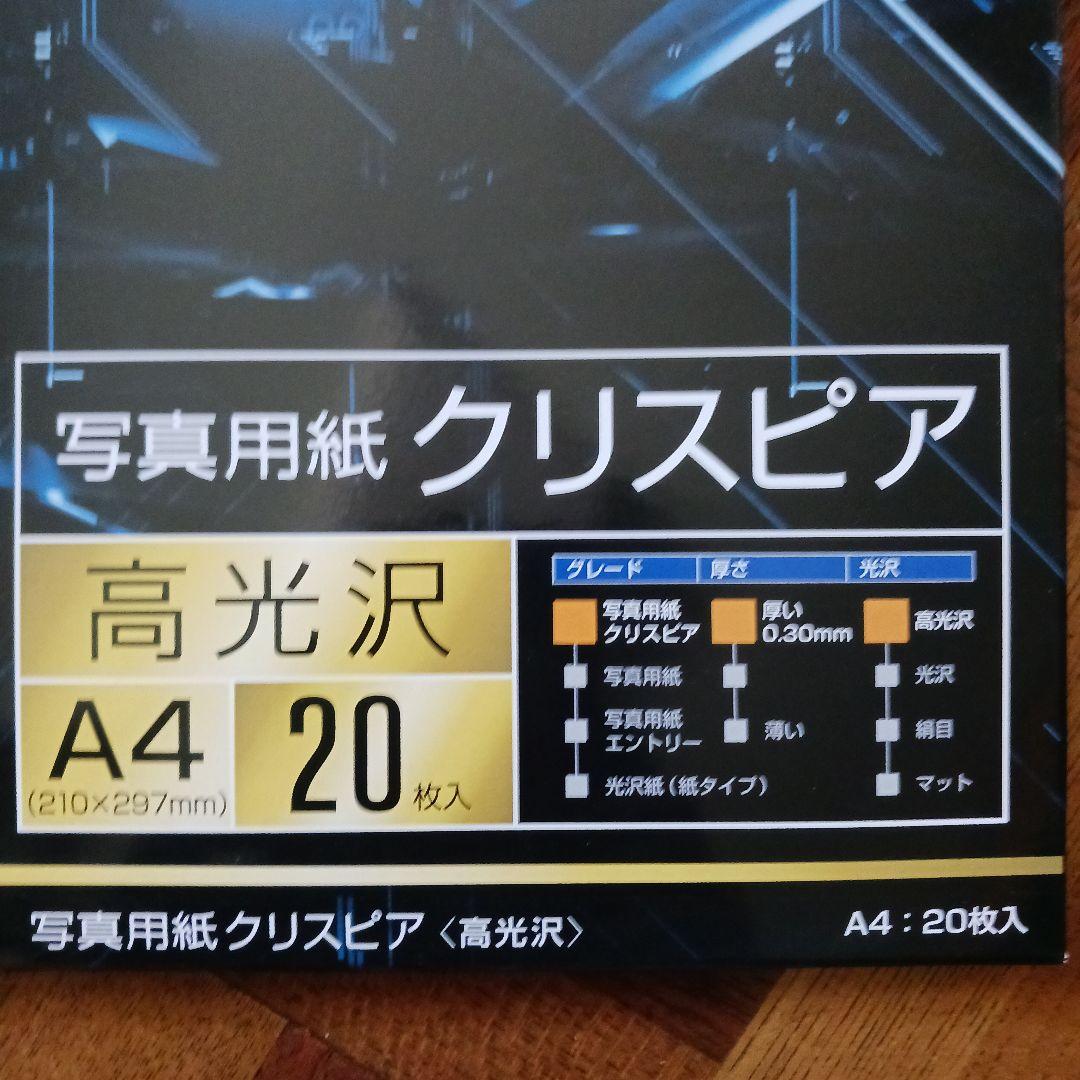 写真用紙 クリスピア
高光沢
A4
(210×297mm)
20枚入
グレード 厚さ 光沢
写真用紙
クリスピア
写真用紙
写真用紙
エントリー
光沢紙(紙タイプ)
厚い
0.30mm
薄い
高光沢
光沢
絹目
マット
写真用紙クリスピア〈高光沢〉
A4:20枚入